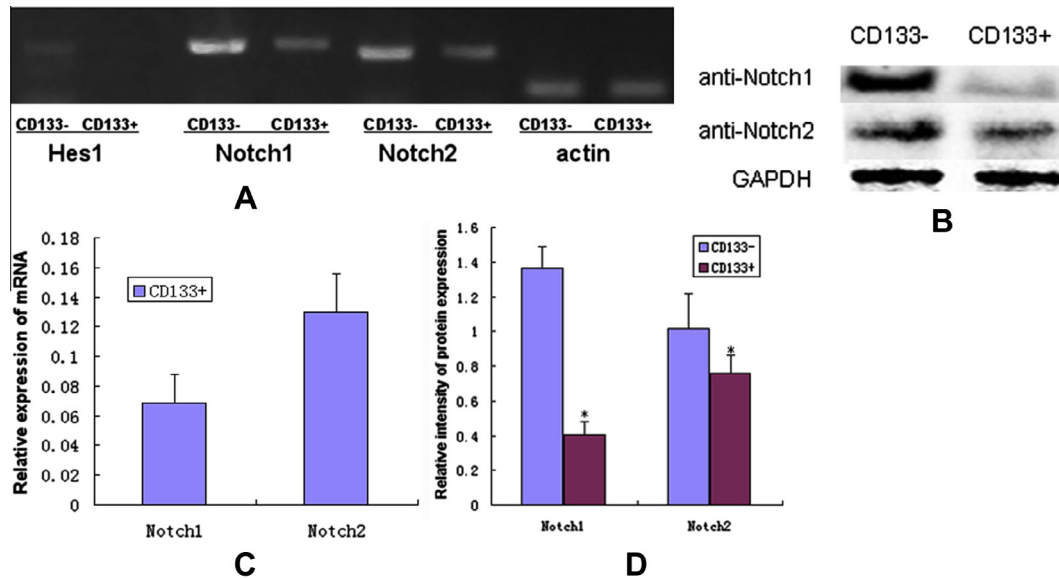 CD133- CD133+ CD133- CD133+ CD133- CD133+ CD133- CD133+
Hes1 Notch1 Notch2 actin
A
CD133- CD133+
anti-Notch1
anti-Notch2
GAPDH
B
Relative expression of mRNA
0.18
0.16
0.14
0.12
0.1
0.08
0.06
0.04
0.02
0
CD133+
Notch1 Notch2
C
Relative intensity of protein expression
1.6
1.4
1.2
1
0.8
0.6
0.4
0.2
0
CD133-
CD133+
*
*
Notch1 Notch2
D